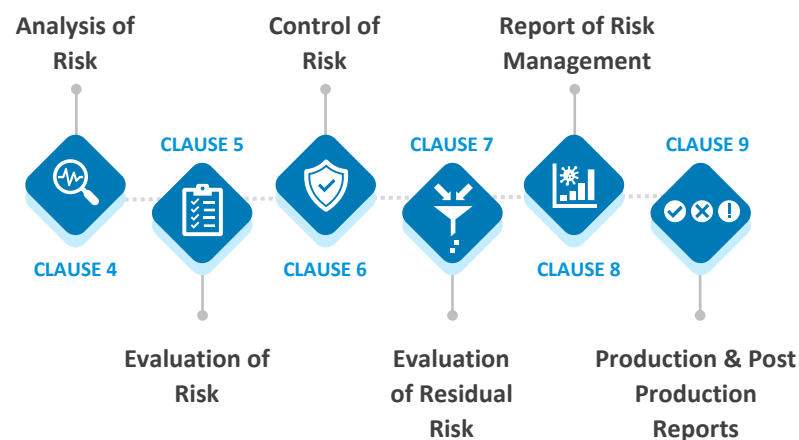 Analysis of
Risk
Control of
Risk
Report of Risk
Management
CLAUSE 5
CLAUSE 7
CLAUSE 9
CLAUSE 4
CLAUSE 6
CLAUSE 8
Evaluation of
Risk
Evaluation
of Residual
Risk
Production & Post
Production
Reports